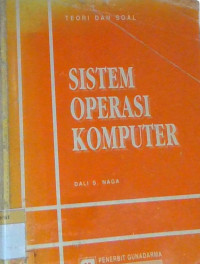 TEORI DAN SOAL
SISTEM
OPERASI
KOMPUTER
DALI S. NAGA
PENERBIT GUNADARMA